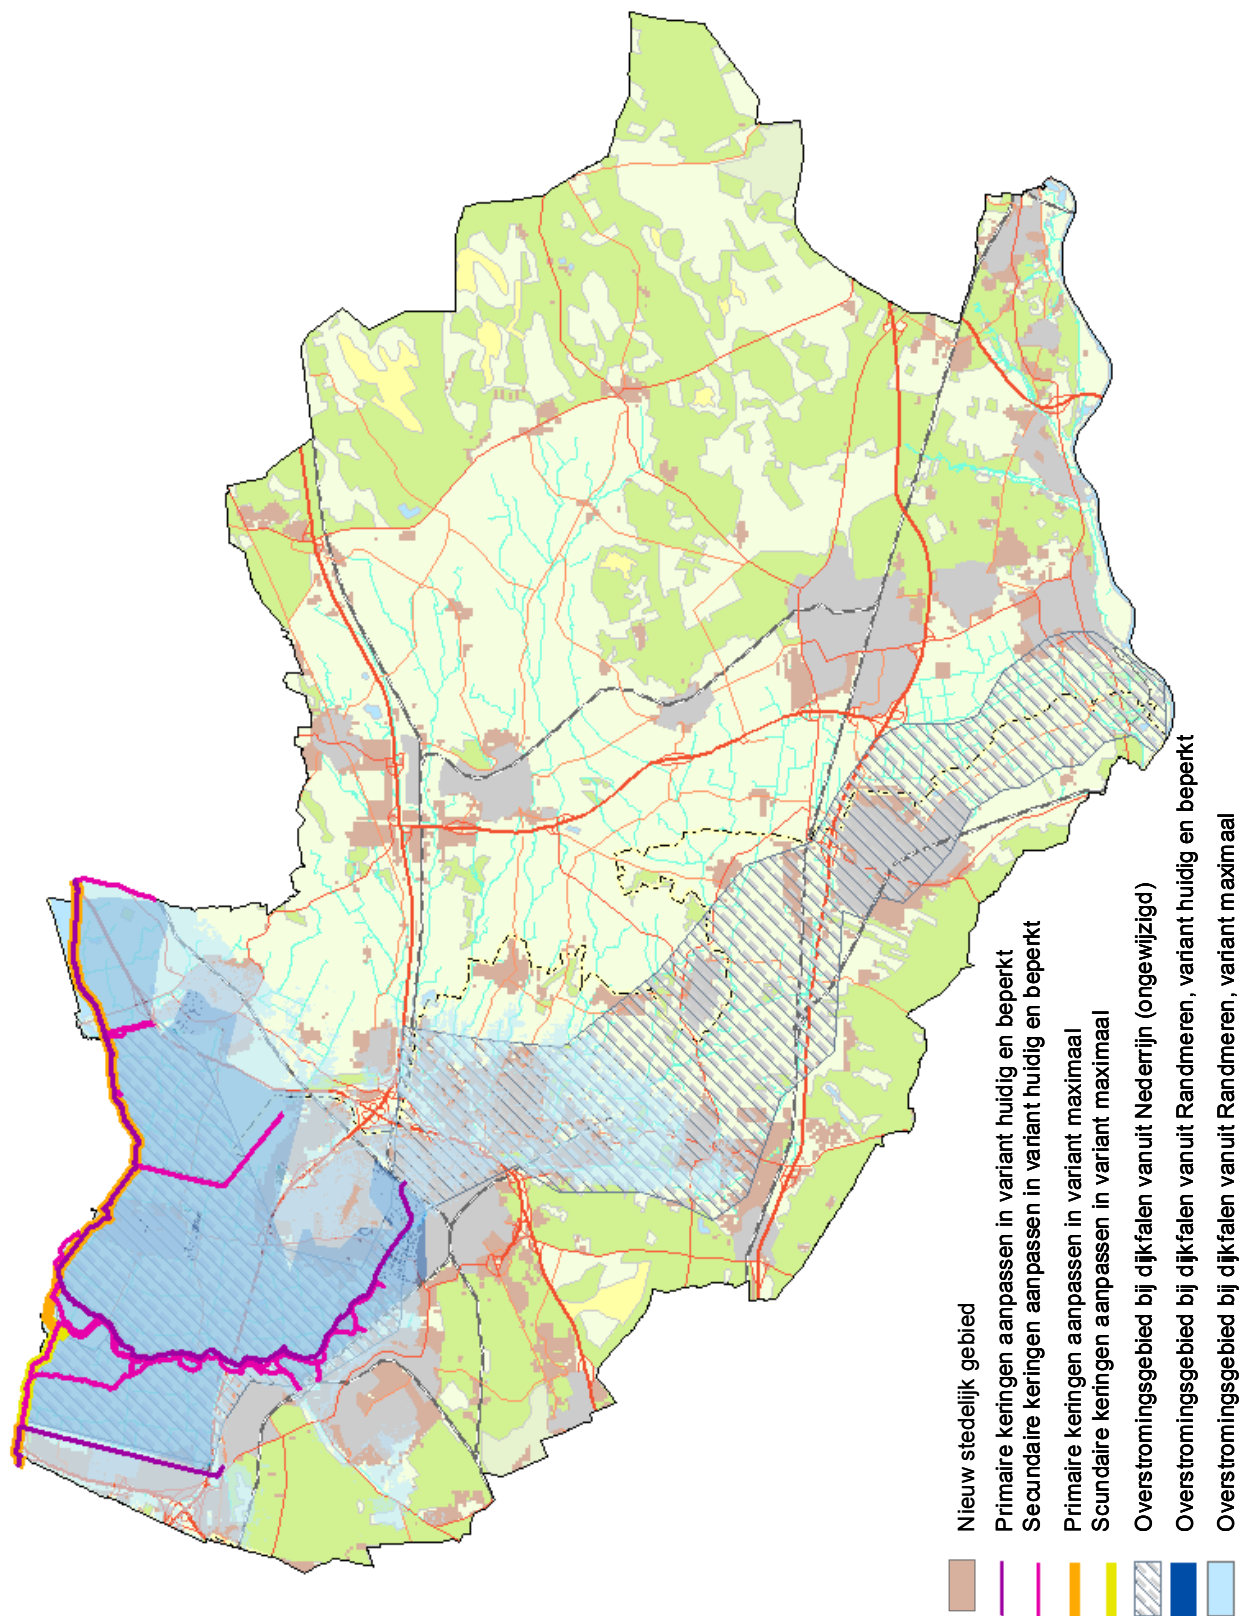 Nieuw stedelijk gebied
Primaire keringen aanpassen in variant huidig en beperkt
Secundaire keringen aanpassen in variant huidig en beperkt
Primaire keringen aanpassen in variant maximaal
Scundaire keringen aanpassen in variant maximaal
Overstromingsgebied bij dijkfalen vanuit Nederrijn (ongewijzigd)
Overstromingsgebied bij dijkfalen vanuit Randmeren, variant huidig en beperkt
Overstromingsgebied bij dijkfalen vanuit Randmeren, variant maximaal